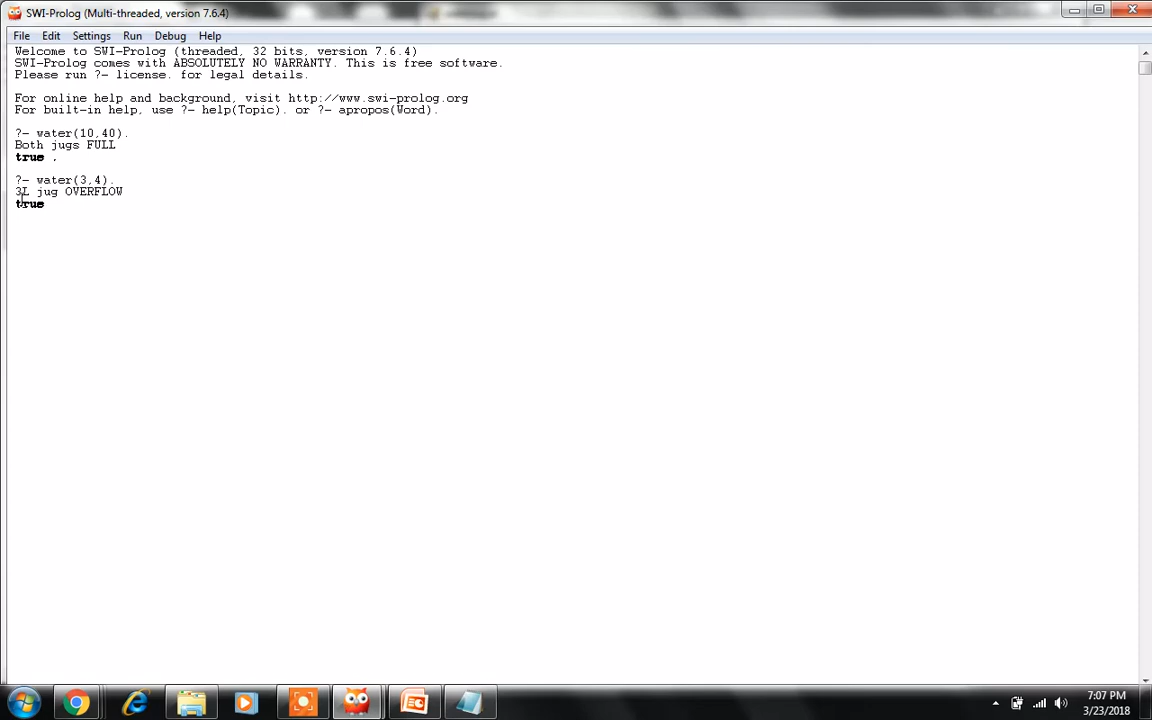 SWI-Prolog (Multi-threaded, version 7.6.4)
File Edit Settings Run Debug Help
Welcome to SWI-Prolog (threaded, 32 bits, version 7.6.4)
SWI-Prolog comes with ABSOLUTELY NO WARRANTY. This is free software.
Please run ?- license. for legal details.
For online help and background, visit http://www.swi-prolog.org
For built-in help, use ?- help(Topic). or ?- apropos(Word).
?- water(10,40).
Both jugs FULL
true .
?- water(3,4).
3L jug OVERFLOW
true
7:07 PM
3/23/2018